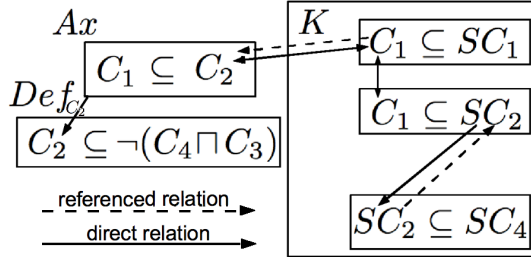 Ax
K
C₁ ⊆ C₂
C₁ ⊆ SC₁
Def_C₂
C₁ ⊆ SC₂
C₂ ⊆ ¬(C₄ ⊓ C₃)
referenced relation
direct relation
SC₂ ⊆ SC₄